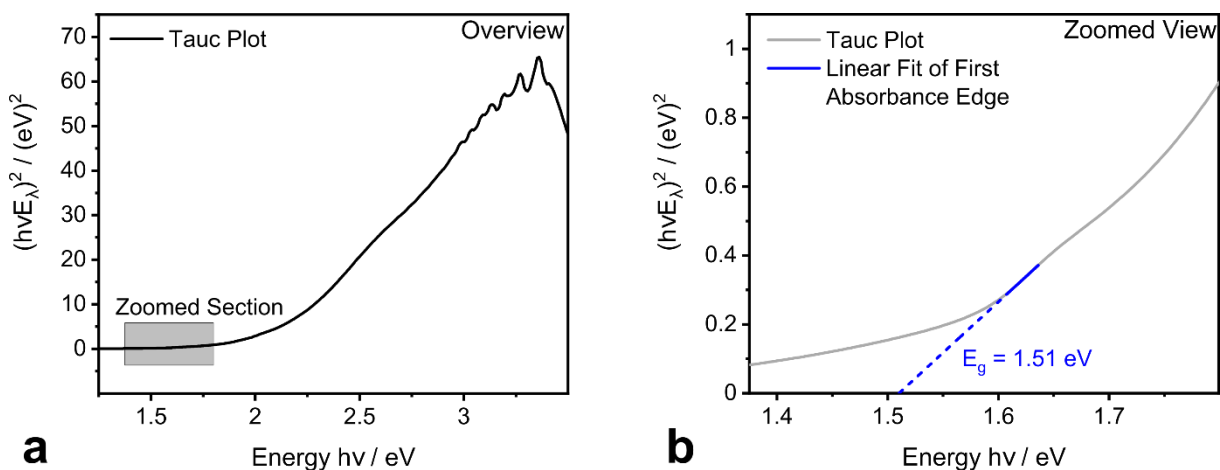 Tauc Plot
Overview
(hνE_λ)² / (eV)²
70
60
50
40
30
20
10
0
Zoomed Section
1.5
2
2.5
3
Energy hν / eV
a
Tauc Plot
Zoomed View
Linear Fit of First
Absorbance Edge
(hνE_λ)² / (eV)²
1
0.8
0.6
0.4
0.2
0
E_g = 1.51 eV
1.4
1.5
1.6
1.7
Energy hν / eV
b